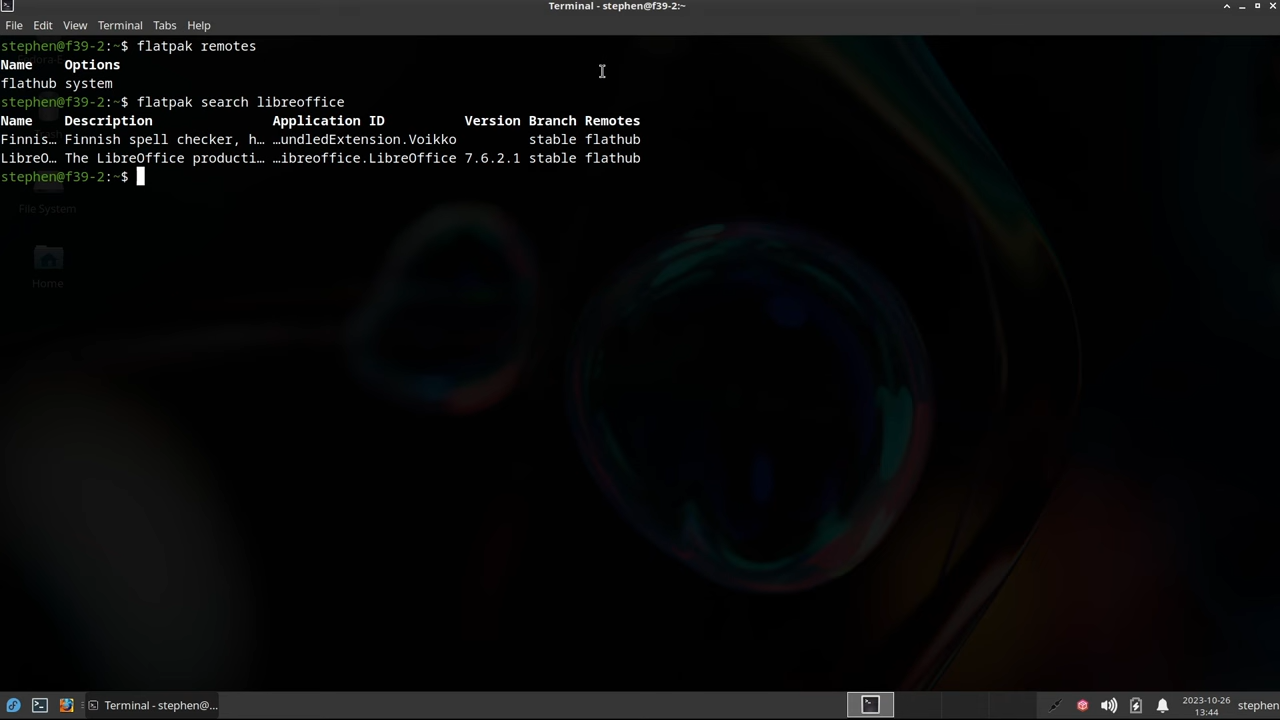 Terminal - stephen@f39-2:~
File Edit View Terminal Tabs Help
stephen@f39-2:~$ flatpak remotes
Name Options
flathub system
stephen@f39-2:~$ flatpak search libreoffice
Name Description Application ID Version Branch Remotes
Finnis… Finnish spell checker, h… …undledExtension.Voikko stable flathub
LibreO… The LibreOffice producti… …ibreoffice.LibreOffice 7.6.2.1 stable flathub
stephen@f39-2:~$
File System
Home
Terminal - stephen@...
2023-10-26
13:44
stephen